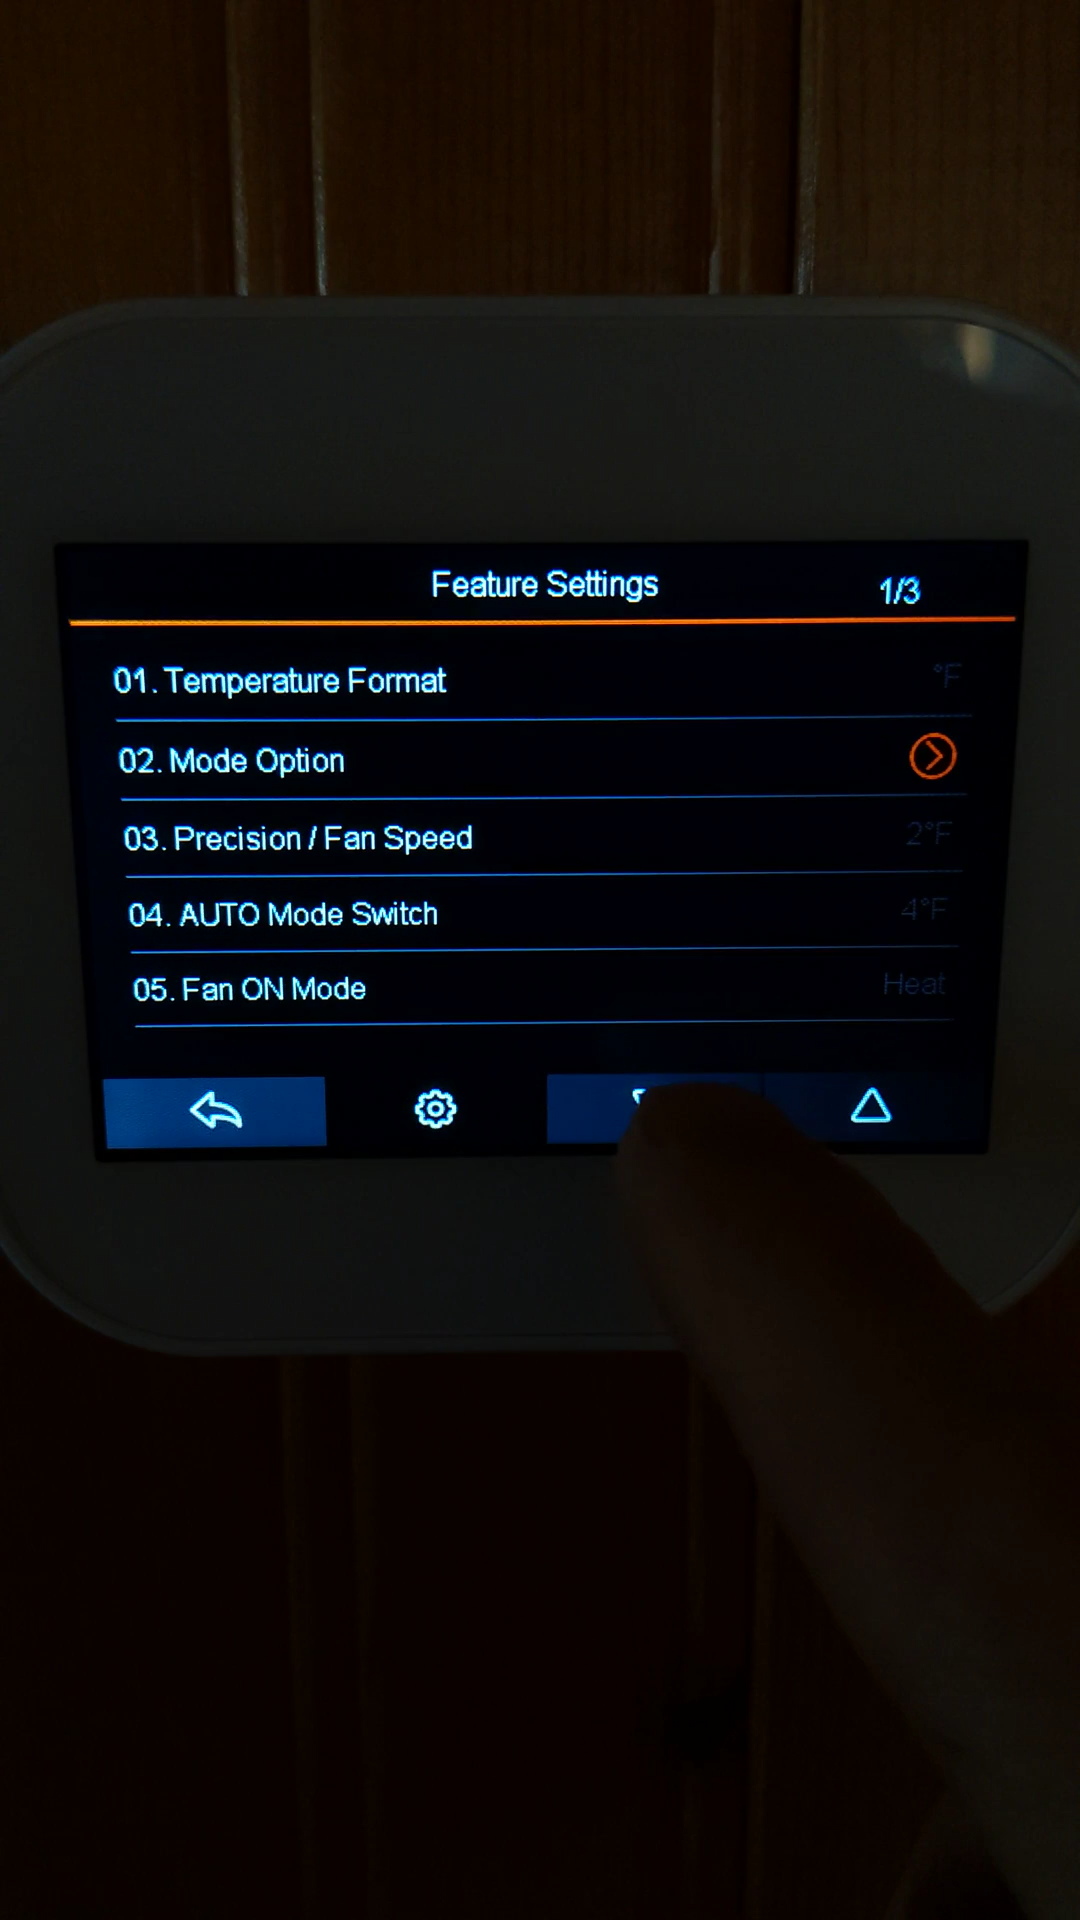 Feature Settings 1/3
01. Temperature Format °F
02. Mode Option
03. Precision / Fan Speed 2°F
04. AUTO Mode Switch 4°F
05. Fan ON Mode Heat